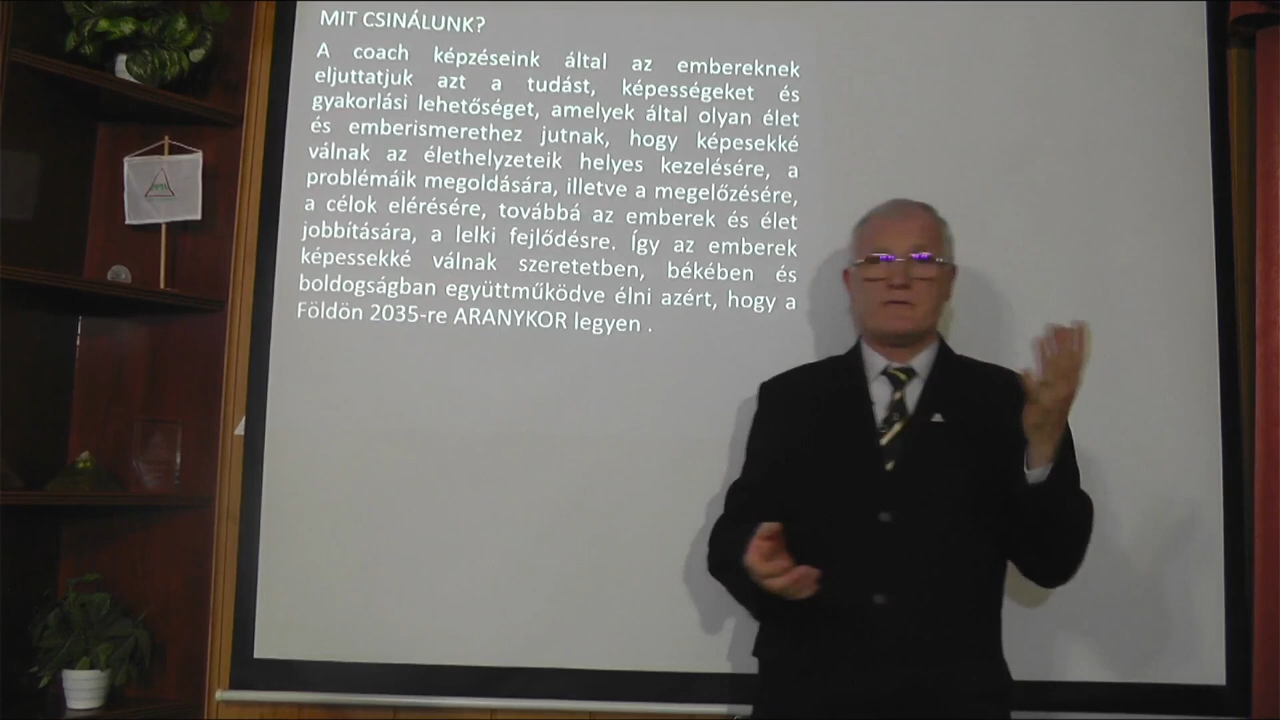 MIT CSINÁLUNK?
A coach képzéseink által az embereknek
eljuttatjuk azt a tudást, képességeket és
gyakorlási lehetőséget, amelyek által olyan élet
és emberismerethez jutnak, hogy képesekké
válnak az élethelyzeteik helyes kezelésére, a
problémáik megoldására, illetve a megelőzésére,
a célok elérésére, továbbá az emberek és élet
jobbítására, a lelki fejlődésre. Így az emberek
képessekké válnak szeretetben, békében és
boldogságban együttműködve élni azért, hogy a
Földön 2035-re ARANYKOR legyen .